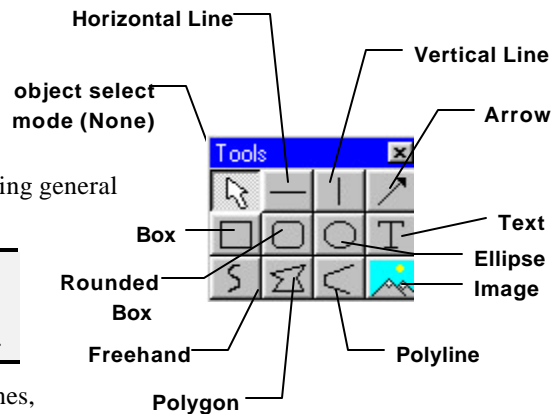 Horizontal Line
Vertical Line
object select
mode (None)
Arrow
Tools
ing general
Box
Text
Ellipse
Rounded
Box
Image
Freehand
Polyline
nes,
Polygon